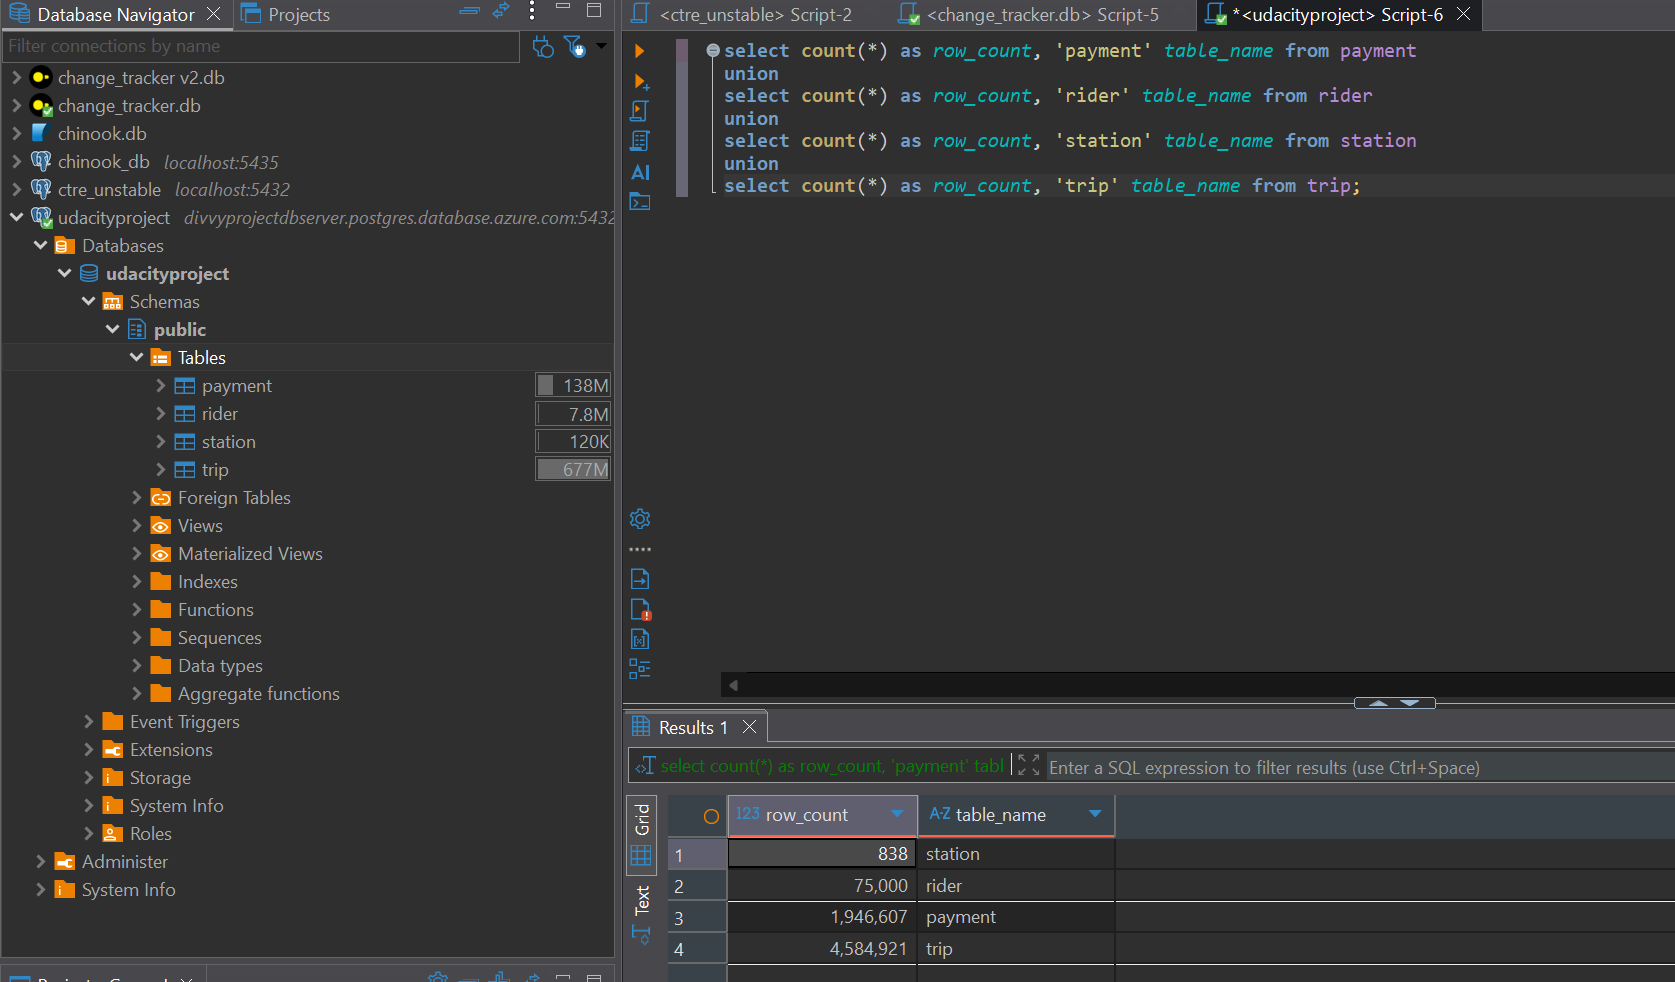 Database Navigator
Projects
Filter connections by name
change_tracker v2.db
change_tracker.db
chinook.db
chinook_db localhost:5435
ctre_unstable localhost:5432
udacityproject divvyprojectdbserver.postgres.database.azure.com:5432
Databases
udacityproject
Schemas
public
Tables
payment 138M
rider 7.8M
station 120K
trip 677M
Foreign Tables
Views
Materialized Views
Indexes
Functions
Sequences
Data types
Aggregate functions
Event Triggers
Extensions
Storage
System Info
Roles
Administer
System Info
<ctre_unstable> Script-2
<change_tracker.db> Script-5
*<udacityproject> Script-6
AI
select count(*) as row_count, 'payment' table_name from payment
union
select count(*) as row_count, 'rider' table_name from rider
union
select count(*) as row_count, 'station' table_name from station
union
select count(*) as row_count, 'trip' table_name from trip;
Results 1
select count(*) as row_count, 'payment' tabl
Enter a SQL expression to filter results (use Ctrl+Space)
Grid
Text
123 row_count
A-Z table_name
1 838 station
2 75,000 rider
3 1,946,607 payment
4 4,584,921 trip